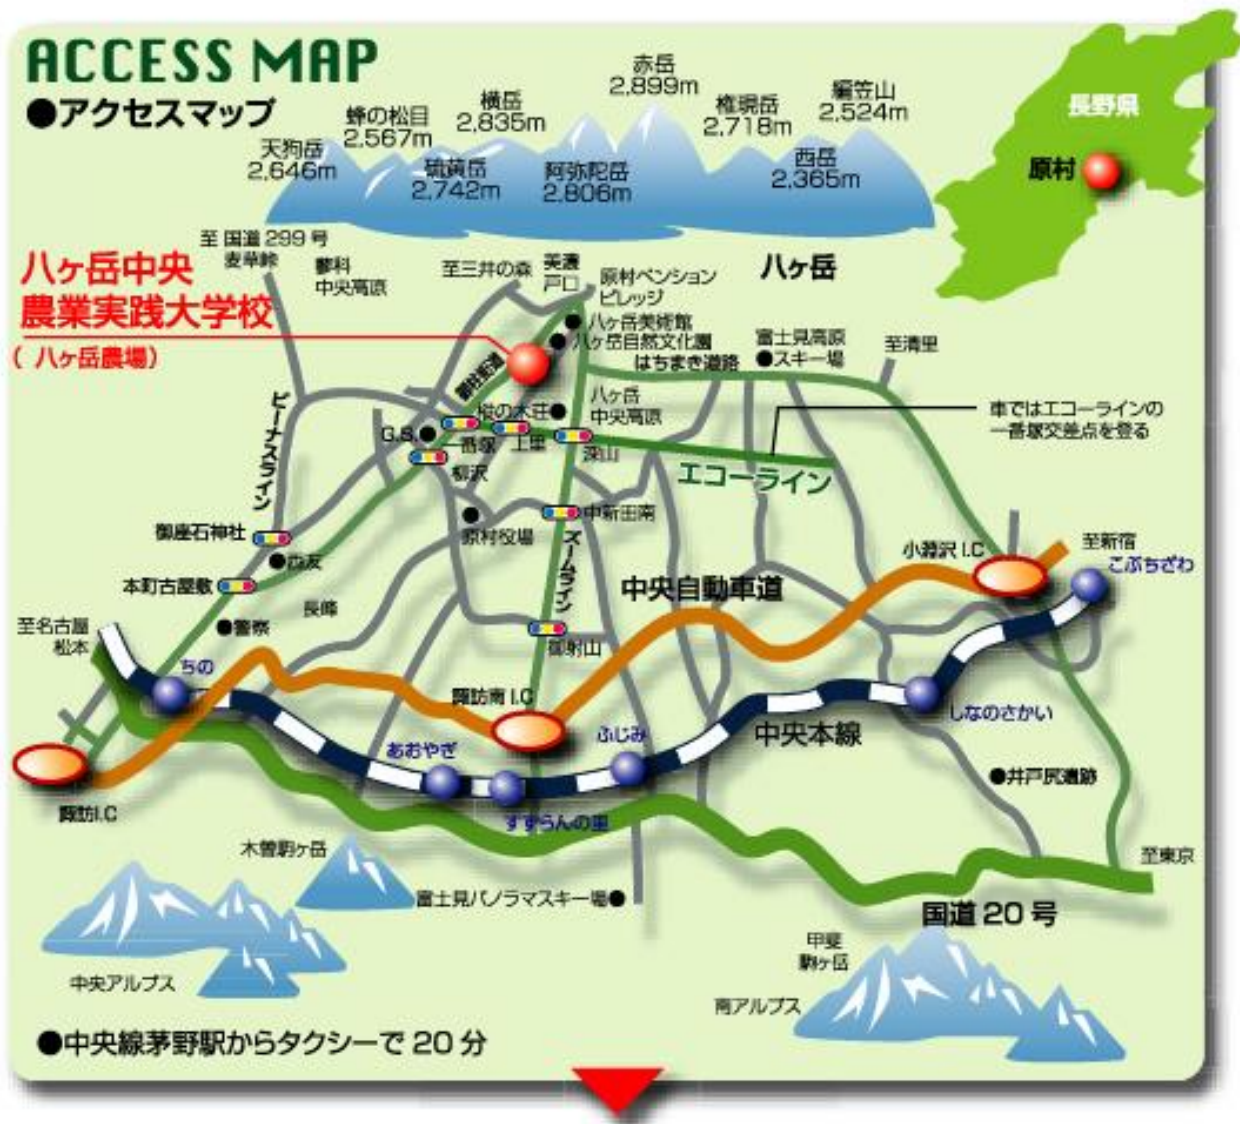 ACCESS MAP
●アクセスマップ
赤岳
2,899m
横岳
2,835m
蜂の松目
2,567m
天狗岳
2,646m
硫黄岳
2,742m
阿弥陀岳
2,806m
権現岳
2,718m
編笠山
2,524m
西岳
2,365m
長野県
原村
至 国道 299 号
麦草峠
蓼科
中央高原
至三井の森
美濃
戸口
原村ペンション
ビレッジ
八ヶ岳
八ヶ岳中央
農業実践大学校
( 八ヶ岳農場)
●八ヶ岳美術館
●八ヶ岳自然文化園
はちまき道路
富士見高原
●スキー場
至清里
鉢巻街道
ビーナスライン
樅の木荘●
八ヶ岳
中央高原
車ではエコーラインの
一番塚交差点を登る
G.S.●
一番塚
上里
深山
柳沢
エコーライン
御座石神社
●西友
●
原村役場
中新田南
ズームライン
本町古屋敷
長峰
●警察
中央自動車道
小淵沢 I.C
至新宿
こぶちざわ
至名古屋
松本
ちの
御射山
諏訪南 I.C
ふじみ
あおやぎ
中央本線
しなのさかい
●井戸尻遺跡
諏訪I.C
すずらんの里
至東京
木曽駒ヶ岳
富士見パノラマスキー場●
国道 20 号
甲斐
駒ヶ岳
中央アルプス
南アルプス
●中央線茅野駅からタクシーで 20 分